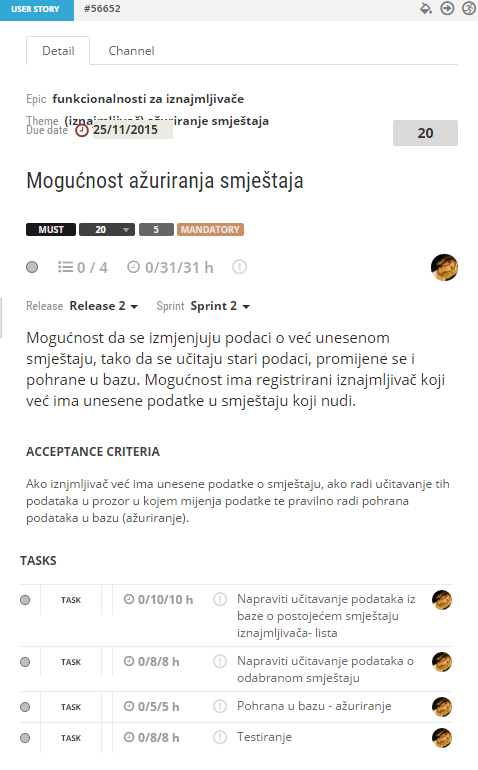 USER STORY #56652
Detail Channel
Epic funkcionalnosti za iznajmljivače
Theme (iznajmljivač) ažuriranje smještaja
Due date 25/11/2015
20
Mogućnost ažuriranja smještaja
MUST 20 5 MANDATORY
0 / 4 0/31/31 h
Release Release 2 Sprint Sprint 2
Mogućnost da se izmjenjuju podaci o već unesenom
smještaju, tako da se učitaju stari podaci, promijene se i
pohrane u bazu. Mogućnost ima registrirani iznajmljivač koji
već ima unesene podatke u smještaju koji nudi.
ACCEPTANCE CRITERIA
Ako iznjmljivač već ima unesene podatke o smještaju, ako radi učitavanje tih
podataka u prozor u kojem mijenja podatke te pravilno radi pohrana
podataka u bazu (ažuriranje).
TASKS
TASK 0/10/10 h Napraviti učitavanje podataka iz
baze o postojećem smještaju
iznajmljivača- lista
TASK 0/8/8 h Napraviti učitavanje podataka o
odabranom smještaju
TASK 0/5/5 h Pohrana u bazu - ažuriranje
TASK 0/8/8 h Testiranje